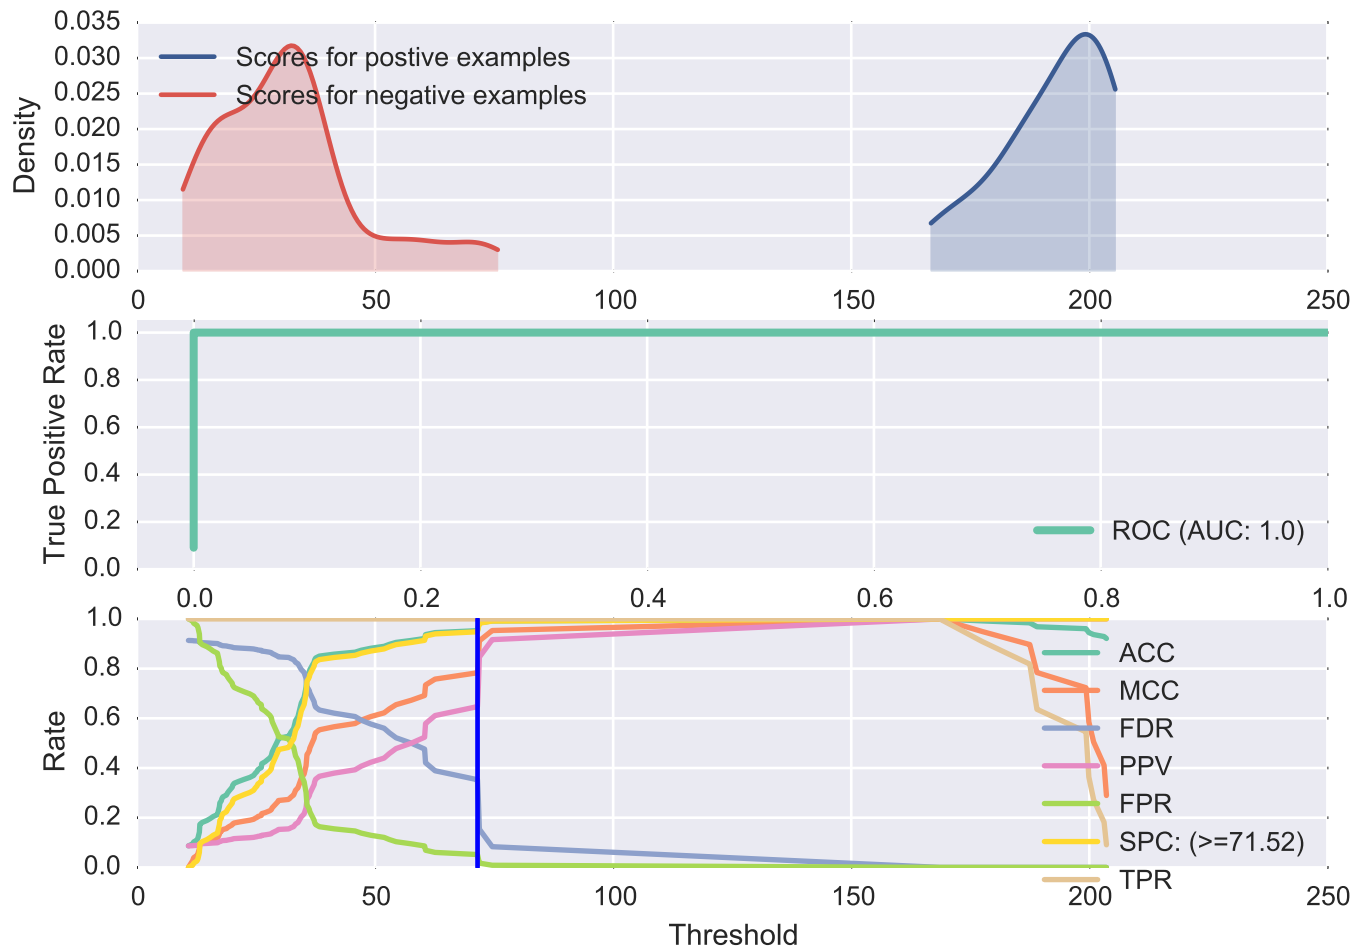 0.035
0.030
0.025
0.020
0.015
0.010
0.005
0.000
Density
Scores for postive examples
Scores for negative examples
0 50 100 150 200 250
1.0
0.8
0.6
0.4
0.2
0.0
True Positive Rate
ROC (AUC: 1.0)
0.0 0.2 0.4 0.6 0.8 1.0
1.0
0.8
0.6
0.4
0.2
0.0
Rate
ACC
MCC
FDR
PPV
FPR
SPC: (>=71.52)
TPR
0 50 100 150 200 250
Threshold